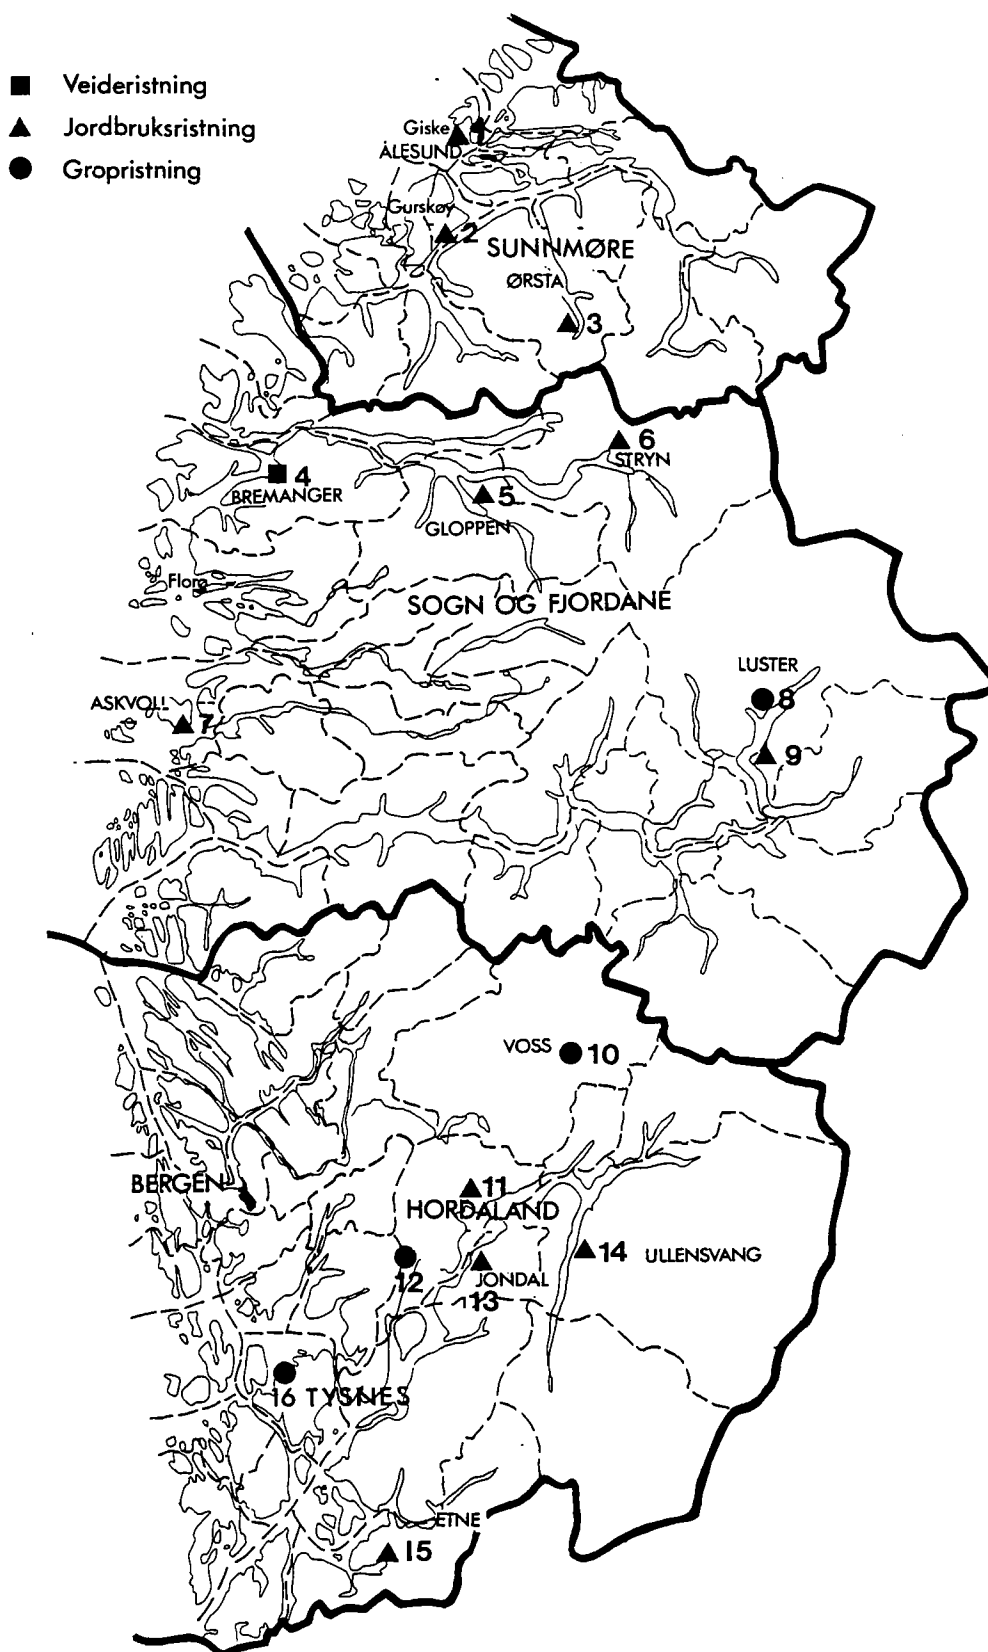 Veideristning
Jordbruksristning
Gropristning
Giske
1
ÅLESUND
Gurskøy
2
SUNNMØRE
ØRSTA
3
6
STRYN
4
BREMANGER
5
GLOPPEN
Florø
SOGN OG FJORDANE
LUSTER
8
ASKVOLL
7
9
VOSS
10
BERGEN
11
HORDALAND
14
ULLENSVANG
12
JONDAL
13
16 TYSNES
ETNE
15